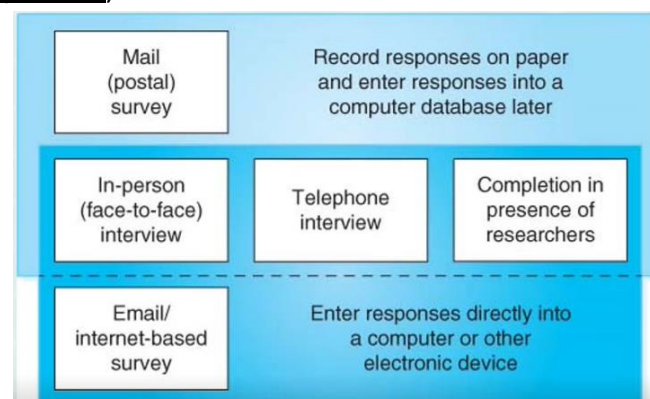 Mail
(postal)
survey
Record responses on paper
and enter responses into a
computer database later
In-person
(face-to-face)
interview
Telephone
interview
Completion in
presence of
researchers
Email/
internet-based
survey
Enter responses directly into
a computer or other
electronic device